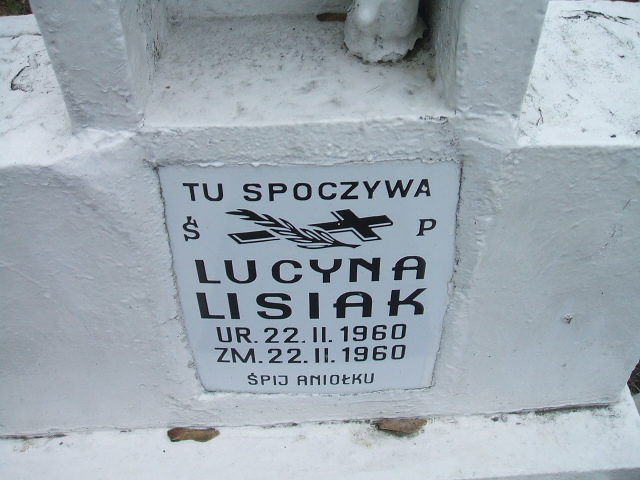 TU SPOCZYWA
Ś P
LUCYNA
LISIAK
UR. 22. II. 1960
ZM. 22. II. 1960
ŚPIJ ANIOŁKU